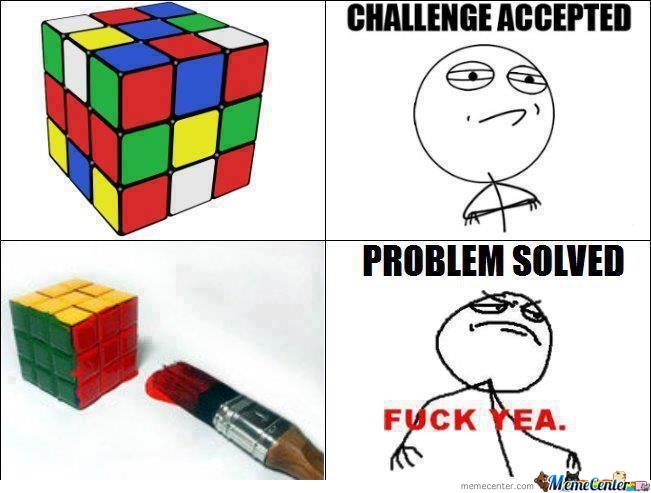 CHALLENGE ACCEPTED
PROBLEM SOLVED
FUCK YEA.
memecenter.com MemeCenter